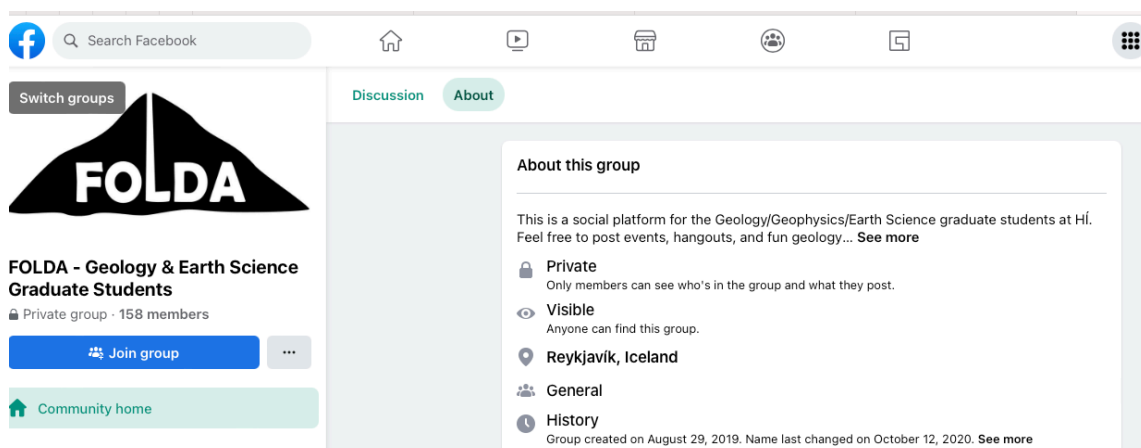 Search Facebook
Switch groups
FOLDA
FOLDA - Geology & Earth Science
Graduate Students
Private group · 158 members
Join group
Community home
Discussion
About
About this group
This is a social platform for the Geology/Geophysics/Earth Science graduate students at HÍ.
Feel free to post events, hangouts, and fun geology... See more
Private
Only members can see who's in the group and what they post.
Visible
Anyone can find this group.
Reykjavík, Iceland
General
History
Group created on August 29, 2019. Name last changed on October 12, 2020. See more